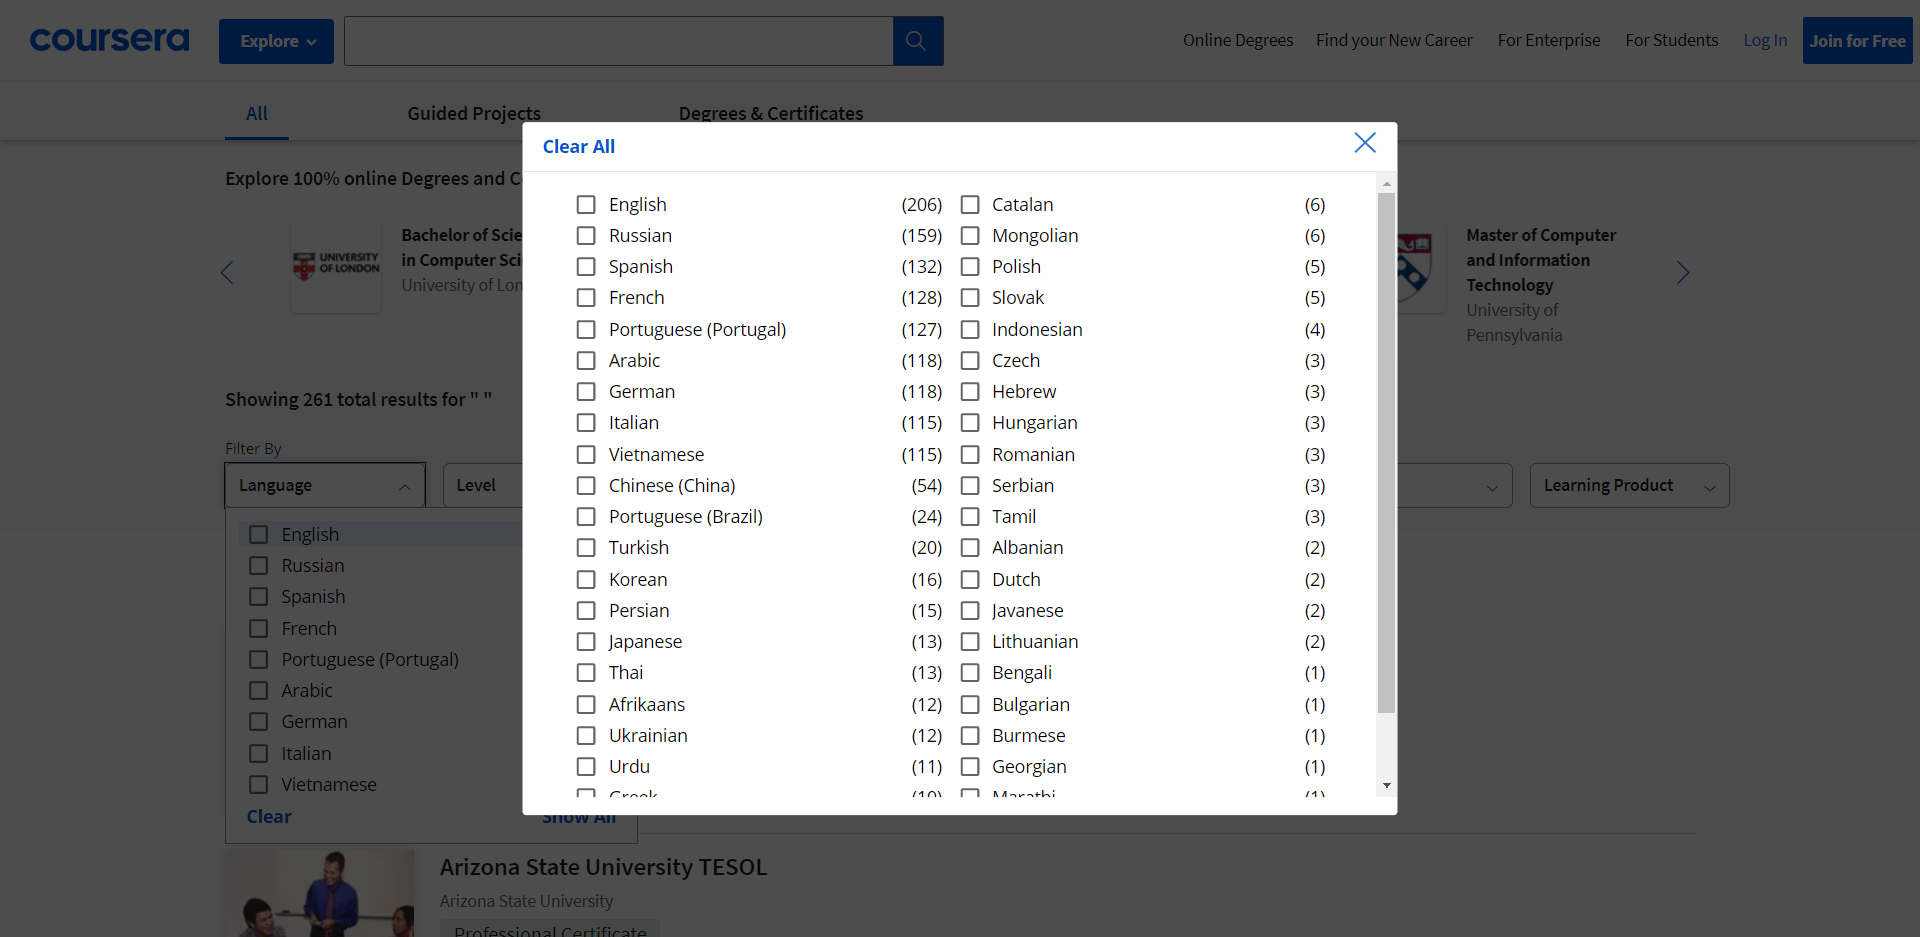 coursera
Explore
Online Degrees
Find your New Career
For Enterprise
For Students
Log In
Join for Free
All
Guided Projects
Degrees & Certificates
Explore 100% online Degrees and C
UNIVERSITY OF LONDON
Bachelor of Scie
in Computer Sci
University of Lon
Master of Computer
and Information
Technology
University of
Pennsylvania
Showing 261 total results for " "
Filter By
Language
Level
Learning Product
English
Russian
Spanish
French
Portuguese (Portugal)
Arabic
German
Italian
Vietnamese
Clear
Show All
Clear All
English (206)
Russian (159)
Spanish (132)
French (128)
Portuguese (Portugal) (127)
Arabic (118)
German (118)
Italian (115)
Vietnamese (115)
Chinese (China) (54)
Portuguese (Brazil) (24)
Turkish (20)
Korean (16)
Persian (15)
Japanese (13)
Thai (13)
Afrikaans (12)
Ukrainian (12)
Urdu (11)
Greek (10)
Catalan (6)
Mongolian (6)
Polish (5)
Slovak (5)
Indonesian (4)
Czech (3)
Hebrew (3)
Hungarian (3)
Romanian (3)
Serbian (3)
Tamil (3)
Albanian (2)
Dutch (2)
Javanese (2)
Lithuanian (2)
Bengali (1)
Bulgarian (1)
Burmese (1)
Georgian (1)
Marathi (1)
Arizona State University TESOL
Arizona State University
Professional Certificate